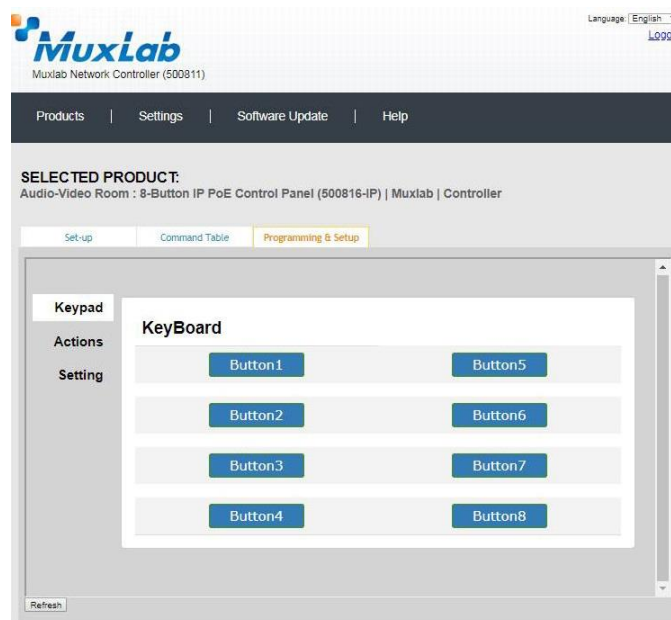 Language: English
Logo
MuxLab
Muxlab Network Controller (500811)
Products | Settings | Software Update | Help
SELECTED PRODUCT:
Audio-Video Room : 8-Button IP PoE Control Panel (500816-IP) | Muxlab | Controller
Set-up Command Table Programming & Setup
Keypad
Actions
Setting
KeyBoard
Button1 Button5
Button2 Button6
Button3 Button7
Button4 Button8
Refresh